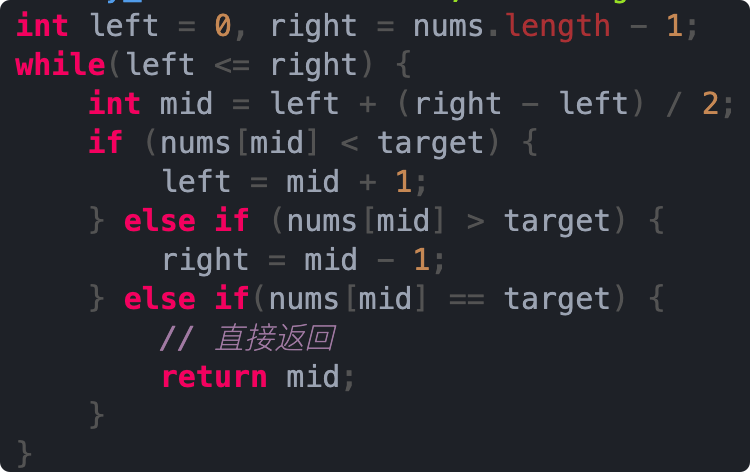 int left = 0, right = nums.length - 1;
while(left <= right) {
    int mid = left + (right - left) / 2;
    if (nums[mid] < target) {
        left = mid + 1;
    } else if (nums[mid] > target) {
        right = mid - 1;
    } else if(nums[mid] == target) {
        // 直接返回
        return mid;
    }
}